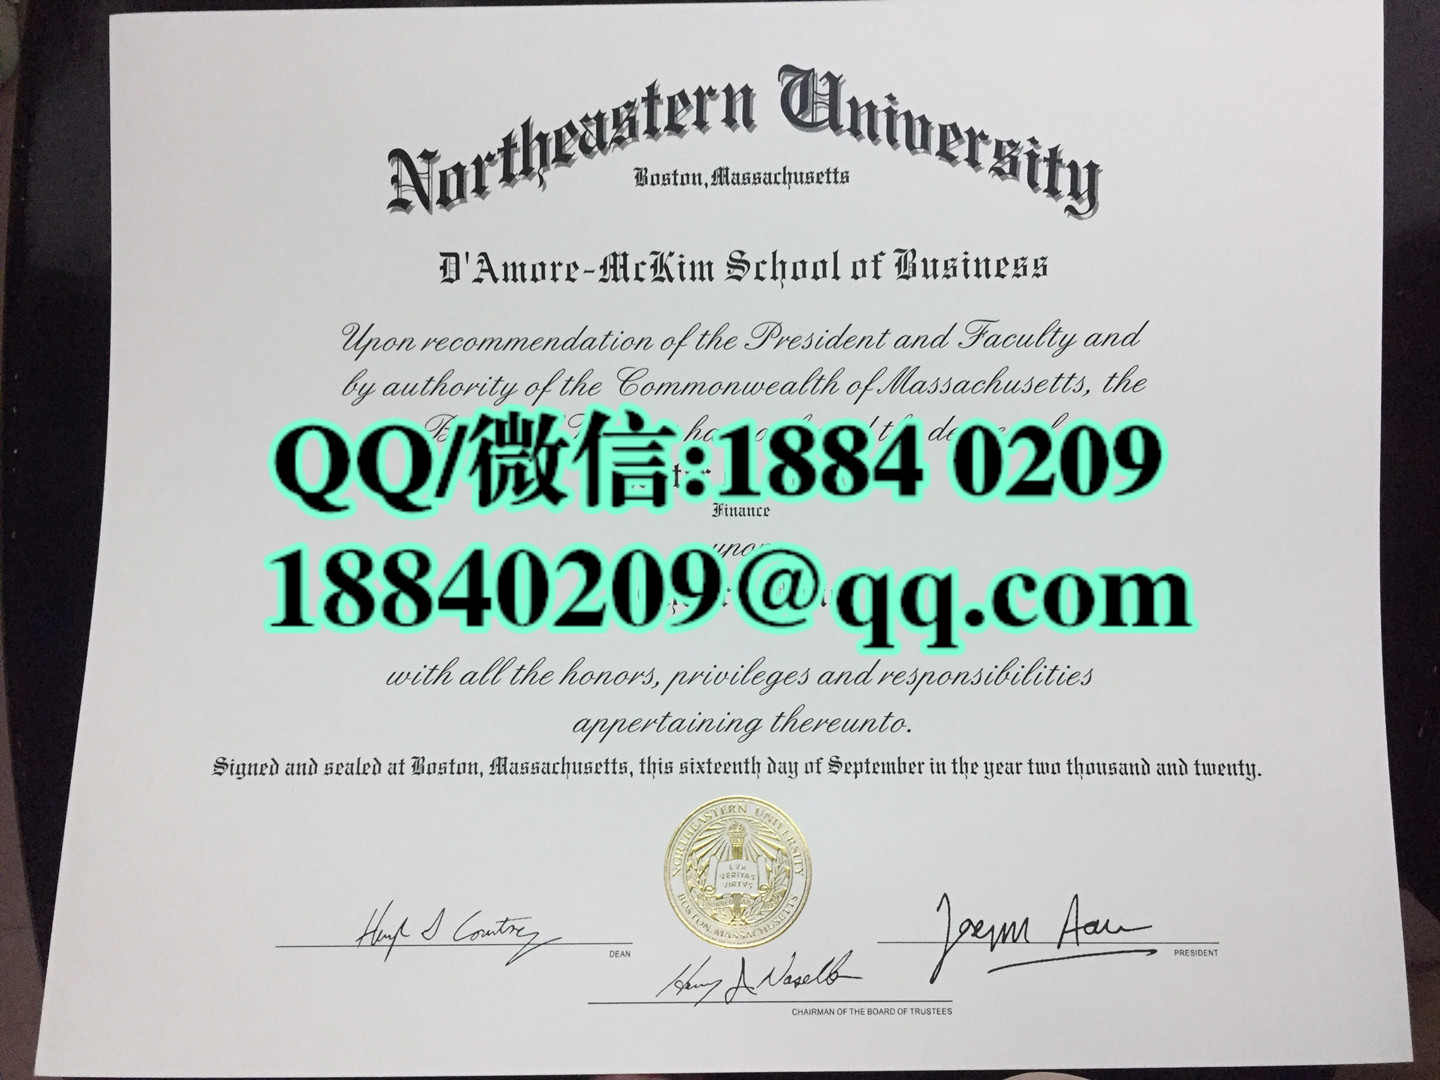 Northeastern University
Boston, Massachusetts
D'Amore-McKim School of Business
Upon recommendation of the President and Faculty and
by authority of the Commonwealth of Massachusetts, the
QQ/微信:1884 0209
Finance
upon
18840209@qq.com
with all the honors, privileges and responsibilities
appertaining thereunto.
Signed and sealed at Boston, Massachusetts, this sixteenth day of September in the year two thousand and twenty.
NORTHEASTERN UNIVERSITY
LUX
VERITAS
VIRTVS
BOSTON, MASSACHUSETTS
DEAN
PRESIDENT
CHAIRMAN OF THE BOARD OF TRUSTEES